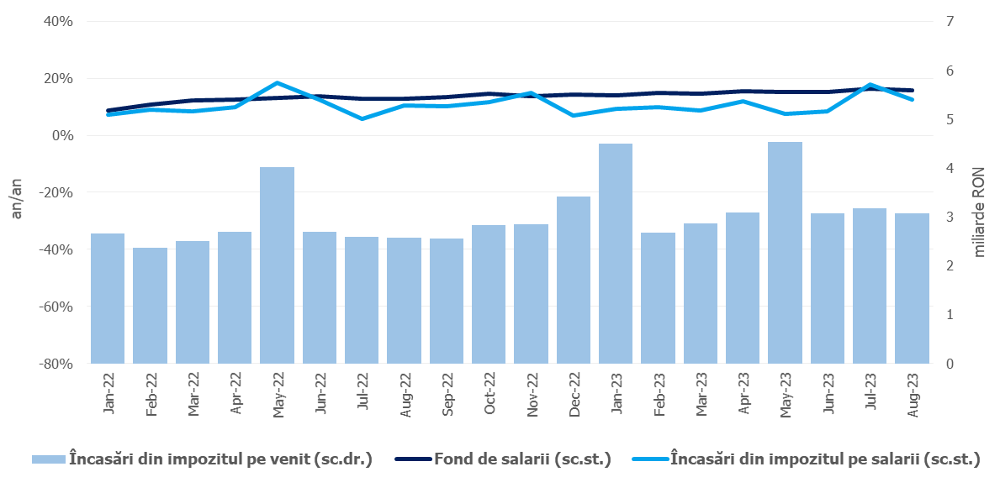 40%
20%
0%
-20%
-40%
-60%
-80%
an/an
7
6
5
4
3
2
1
0
miliarde RON
Jan-22
Feb-22
Mar-22
Apr-22
May-22
Jun-22
Jul-22
Aug-22
Sep-22
Oct-22
Nov-22
Dec-22
Jan-23
Feb-23
Mar-23
Apr-23
May-23
Jun-23
Jul-23
Aug-23
Încasări din impozitul pe venit (sc.dr.) Fond de salarii (sc.st.) Încasări din impozitul pe salarii (sc.st.)